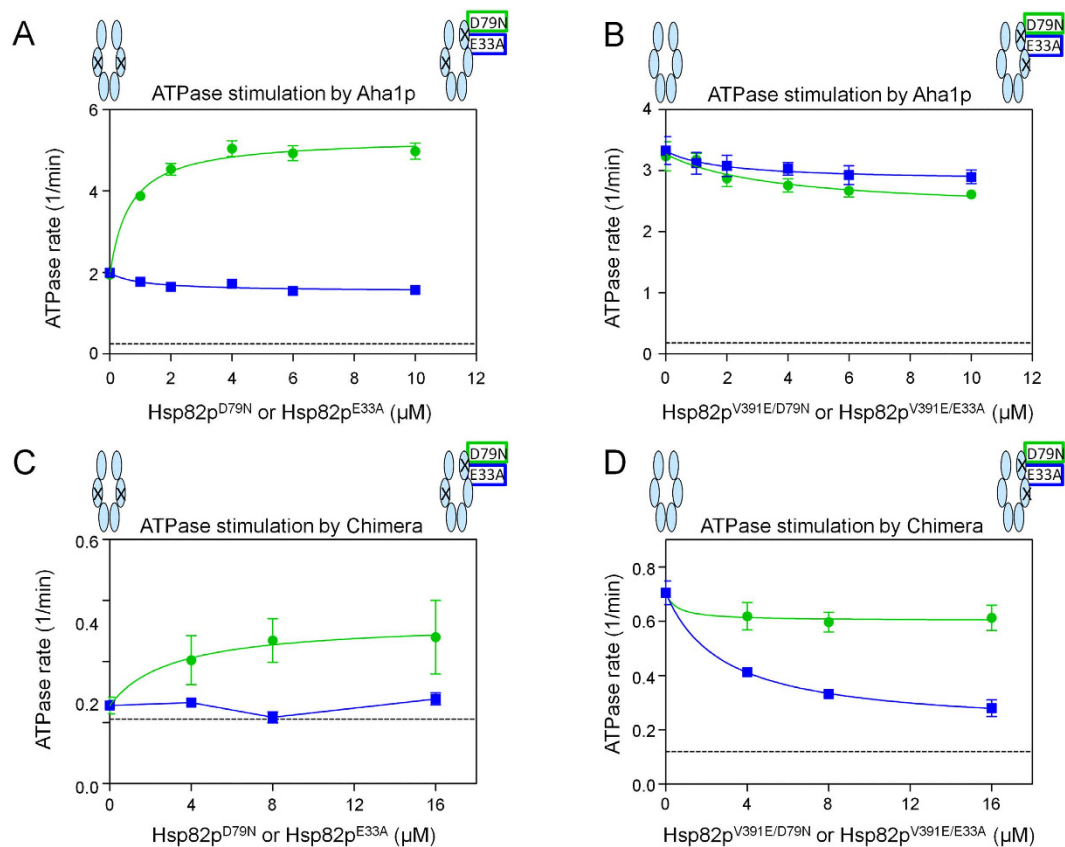 A
D79N
E33A
ATPase stimulation by Aha1p
ATPase rate (1/min)
6
4
2
0
0 2 4 6 8 10 12
Hsp82pD79N or Hsp82pE33A (µM)
B
D79N
E33A
ATPase stimulation by Aha1p
ATPase rate (1/min)
4
3
2
1
0
0 2 4 6 8 10 12
Hsp82pV391E/D79N or Hsp82pV391E/E33A (µM)
C
D79N
E33A
ATPase stimulation by Chimera
ATPase rate (1/min)
0.6
0.4
0.2
0.0
0 4 8 12 16
Hsp82pD79N or Hsp82pE33A (µM)
D
D79N
E33A
ATPase stimulation by Chimera
ATPase rate (1/min)
0.8
0.6
0.4
0.2
0.0
0 4 8 12 16
Hsp82pV391E/D79N or Hsp82pV391E/E33A (µM)